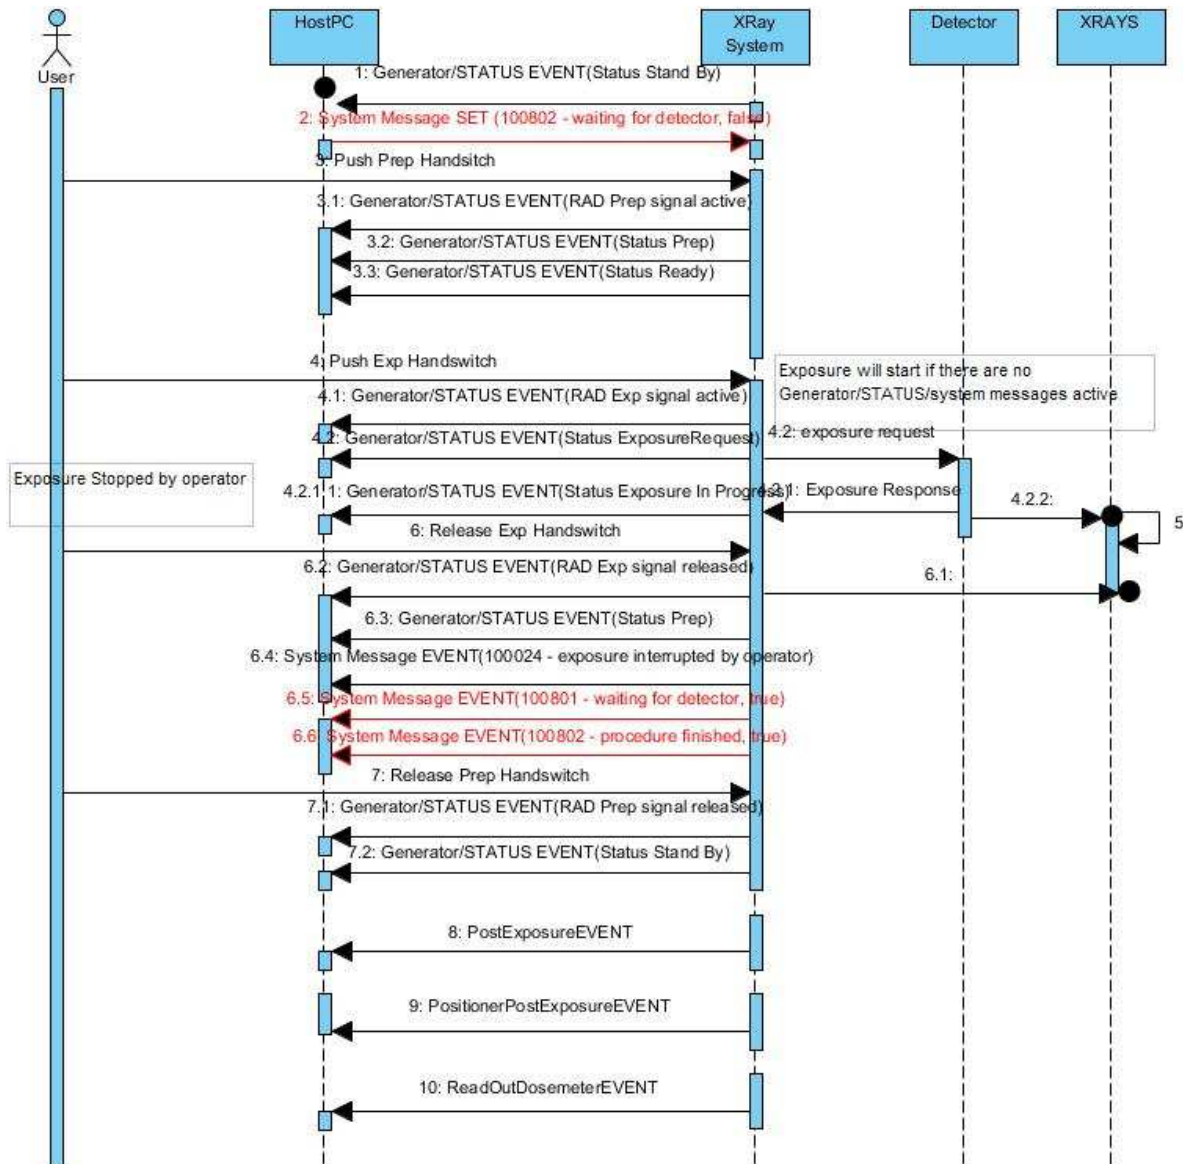 HostPC
XRay
System
Detector
XRAYS
User
1: Generator/STATUS EVENT(Status Stand By)
2: System Message SET (100802 - waiting for detector, false)
3: Push Prep Handsitch
3.1: Generator/STATUS EVENT(RAD Prep signal active)
3.2: Generator/STATUS EVENT(Status Prep)
3.3: Generator/STATUS EVENT(Status Ready)
4: Push Exp Handswitch
Exposure will start if there are no
Generator/STATUS/system messages active
4.1: Generator/STATUS EVENT(RAD Exp signal active)
4.2: Generator/STATUS EVENT(Status ExposureRequest)
4.2: exposure request
Exposure Stopped by operator
4.2.1.1: Generator/STATUS EVENT(Status Exposure In Progress)
4.2.1: Exposure Response
4.2.2:
5
6: Release Exp Handswitch
6.2: Generator/STATUS EVENT(RAD Exp signal released)
6.1:
6.3: Generator/STATUS EVENT(Status Prep)
6.4: System Message EVENT(100024 - exposure interrupted by operator)
6.5: System Message EVENT(100801 - waiting for detector, true)
6.6: System Message EVENT(100802 - procedure finished, true)
7: Release Prep Handswitch
7.1: Generator/STATUS EVENT(RAD Prep signal released)
7.2: Generator/STATUS EVENT(Status Stand By)
8: PostExposureEVENT
9: PositionerPostExposureEVENT
10: ReadOutDosemeterEVENT